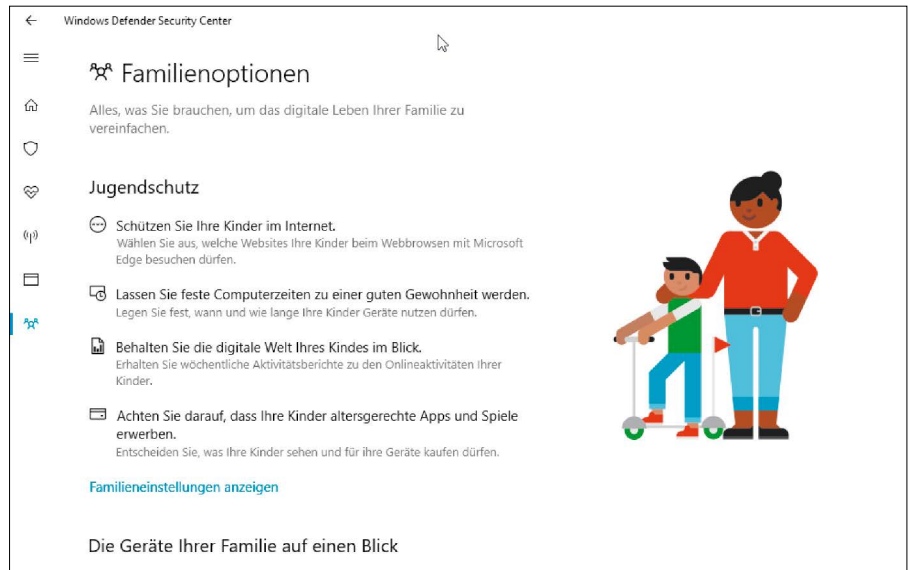 Windows Defender Security Center
Familienoptionen
Alles, was Sie brauchen, um das digitale Leben Ihrer Familie zu
vereinfachen.
Jugendschutz
Schützen Sie Ihre Kinder im Internet.
Wählen Sie aus, welche Websites Ihre Kinder beim Webbrowsen mit Microsoft
Edge besuchen dürfen.
Lassen Sie feste Computerzeiten zu einer guten Gewohnheit werden.
Legen Sie fest, wann und wie lange Ihre Kinder Geräte nutzen dürfen.
Behalten Sie die digitale Welt Ihres Kindes im Blick.
Erhalten Sie wöchentliche Aktivitätsberichte zu den Onlineaktivitäten Ihrer
Kinder.
Achten Sie darauf, dass Ihre Kinder altersgerechte Apps und Spiele
erwerben.
Entscheiden Sie, was Ihre Kinder sehen und für ihre Geräte kaufen dürfen.
Familieneinstellungen anzeigen
Die Geräte Ihrer Familie auf einen Blick